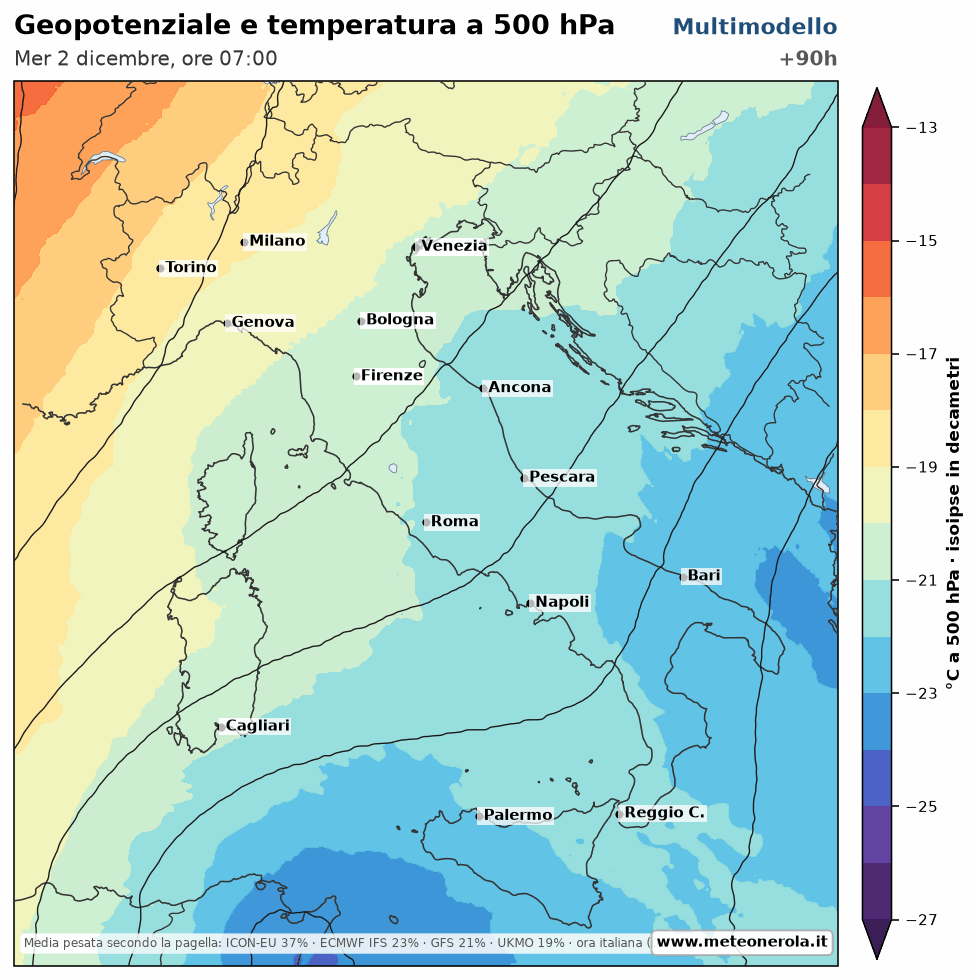 Geopotenziale e temperatura a 500 hPa
Multimodello
Mer 2 dicembre, ore 07:00
+90h
Milano
Venezia
Torino
Genova
Bologna
Firenze
Ancona
Pescara
Roma
Bari
Napoli
Cagliari
Palermo
Reggio C.
−13
−15
−17
−19
−21
−23
−25
−27
°C a 500 hPa · isoipse in decametri
Media pesata secondo la pagella: ICON-EU 37% · ECMWF IFS 23% · GFS 21% · UKMO 19% · ora italiana (
www.meteonerola.it